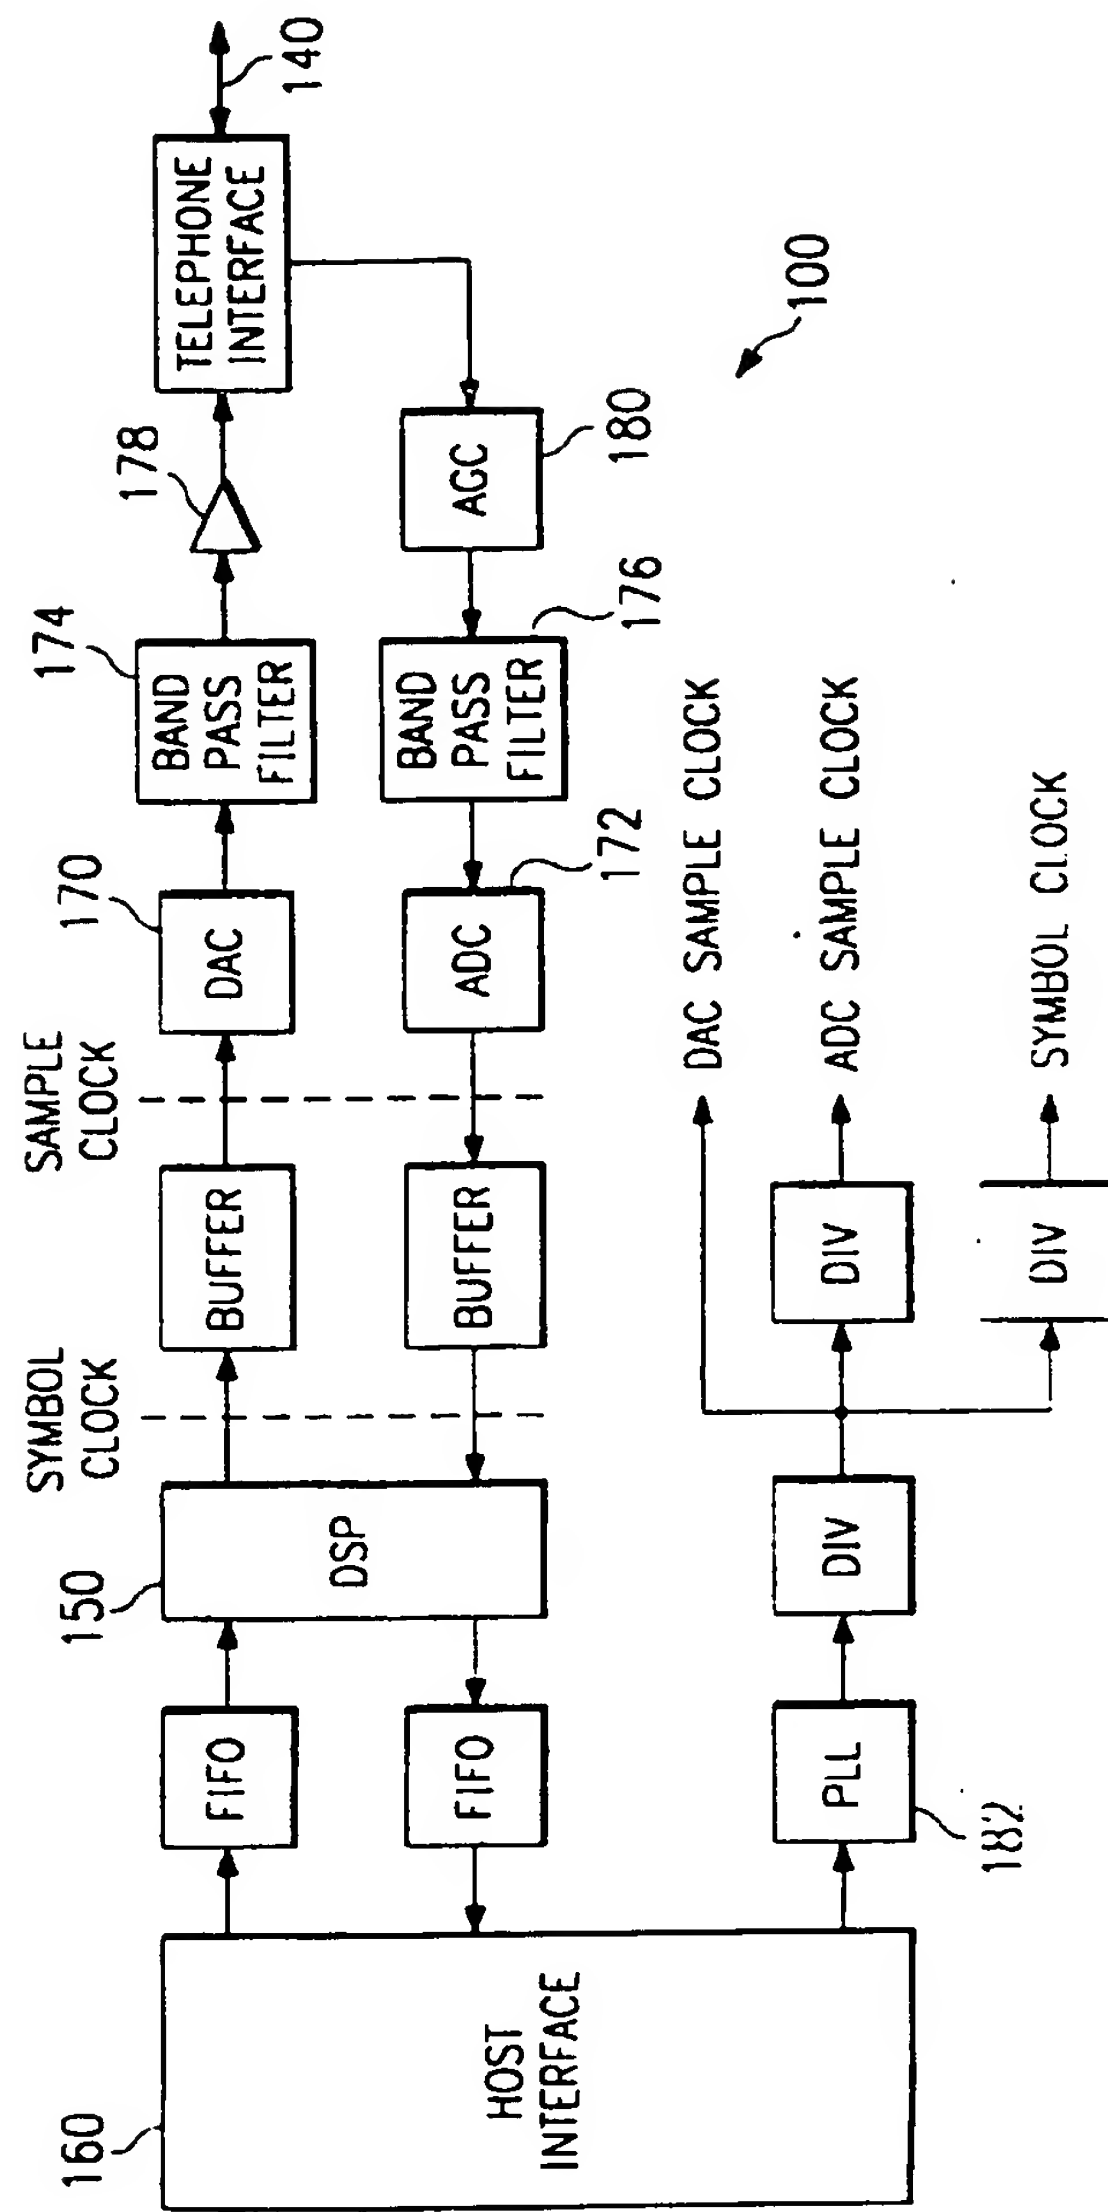 160
HOST
INTERFACE
FIFO
FIFO
PLL
182
150
DSP
DIV
SYMBOL
CLOCK
BUFFER
BUFFER
DIV
DIV
SAMPLE
CLOCK
170
DAC
ADC
172
DAC SAMPLE CLOCK
ADC SAMPLE CLOCK
SYMBOL CLOCK
174
BAND
PASS
FILTER
BAND
PASS
FILTER
176
178
AGC
180
TELEPHONE
INTERFACE
140
100